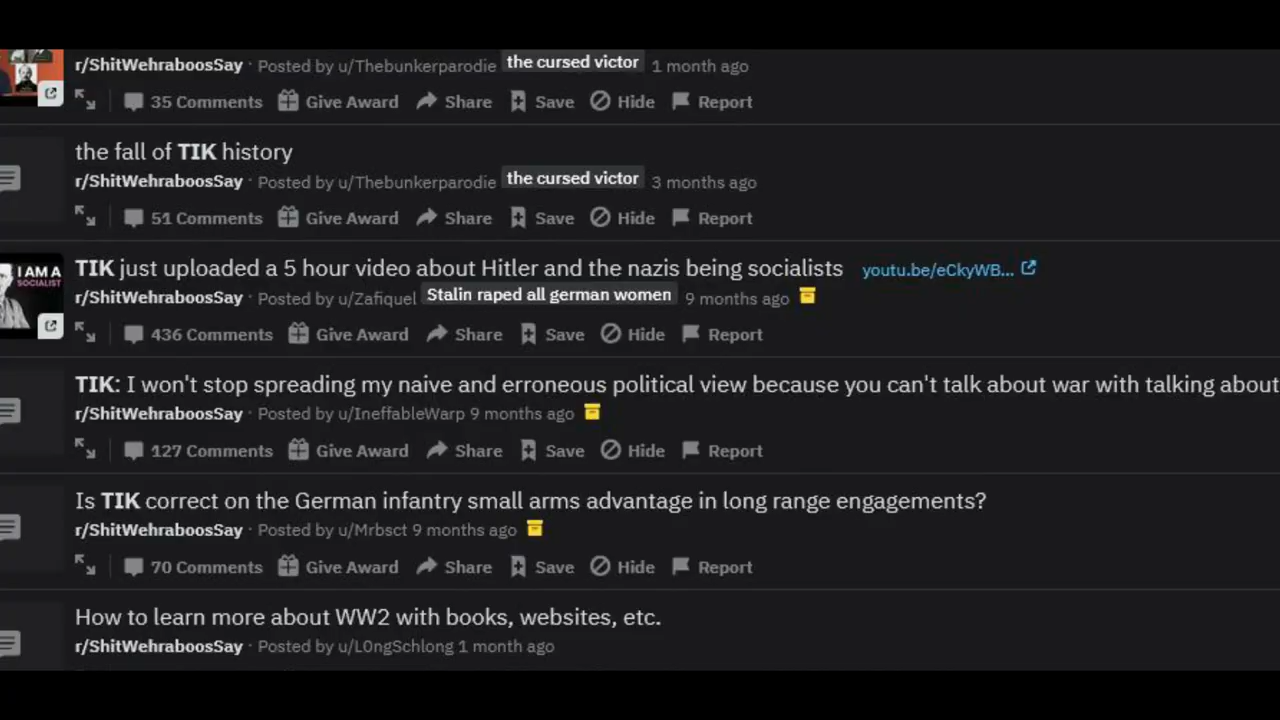 r/ShitWehraboosSay · Posted by u/Thebunkerparodie the cursed victor 1 month ago
35 Comments Give Award Share Save Hide Report
the fall of TIK history
r/ShitWehraboosSay · Posted by u/Thebunkerparodie the cursed victor 3 months ago
51 Comments Give Award Share Save Hide Report
I AM A
SOCIALIST
TIK just uploaded a 5 hour video about Hitler and the nazis being socialists youtu.be/eCkyWB...
r/ShitWehraboosSay · Posted by u/Zafiquel Stalin raped all german women 9 months ago
436 Comments Give Award Share Save Hide Report
TIK: I won't stop spreading my naive and erroneous political view because you can't talk about war with talking about
r/ShitWehraboosSay · Posted by u/IneffableWarp 9 months ago
127 Comments Give Award Share Save Hide Report
Is TIK correct on the German infantry small arms advantage in long range engagements?
r/ShitWehraboosSay · Posted by u/Mrbsct 9 months ago
70 Comments Give Award Share Save Hide Report
How to learn more about WW2 with books, websites, etc.
r/ShitWehraboosSay · Posted by u/L0ngSchlong 1 month ago